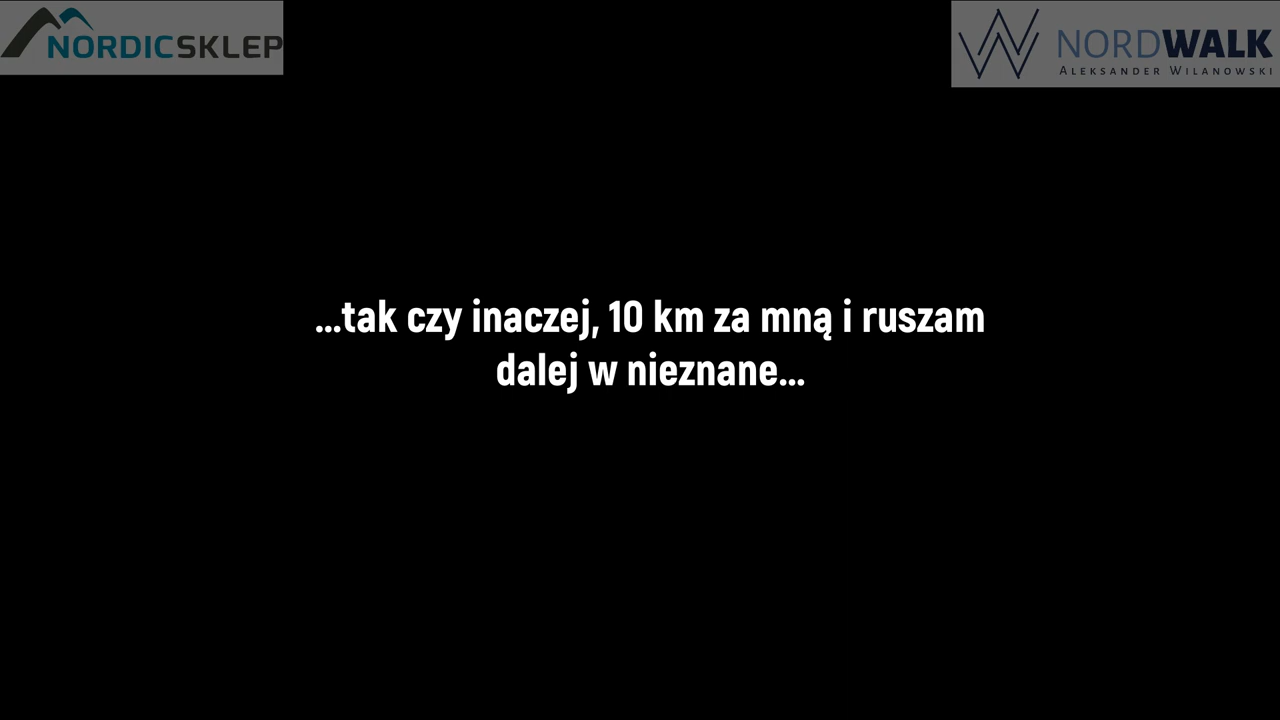 NORDICSKLEP
NORDWALK
ALEKSANDER WILANOWSKI
...tak czy inaczej, 10 km za mną i ruszam
dalej w nieznane...